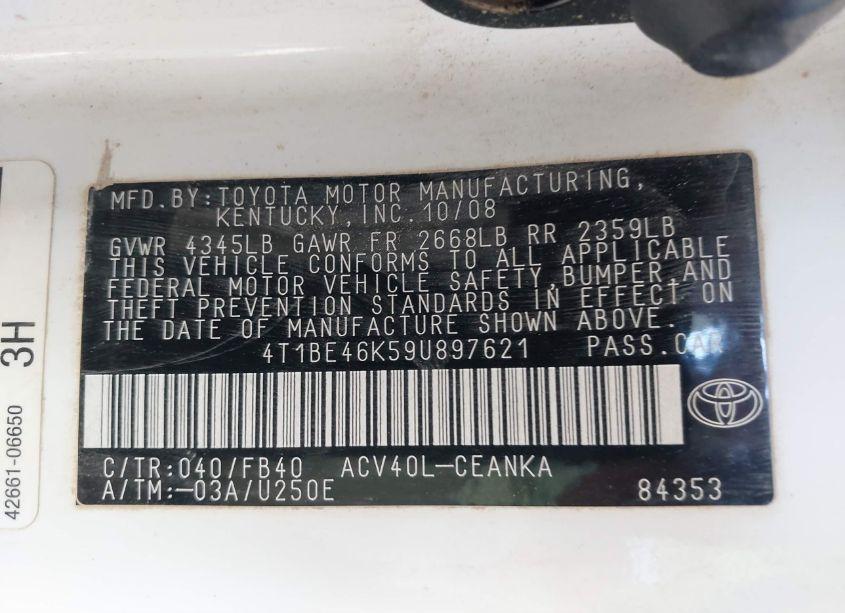 MFD.BY:TOYOTA MOTOR MANUFACTURING,
KENTUCKY,INC.10/08
GVWR 4345LB GAWR FR 2668LB RR 2359LB
THIS VEHICLE CONFORMS TO ALL APPLICABLE
FEDERAL MOTOR VEHICLE SAFETY,BUMPER,AND
THEFT PREVENTION STANDARDS IN EFFECT ON
THE DATE OF MANUFACTURE SHOWN ABOVE.
4T1BE46K59U897621 PASS.CAR
C/TR:040/FB40 ACV40L-CEANKA
A/TM:-03A/U250E 84353
42661-06650
3H